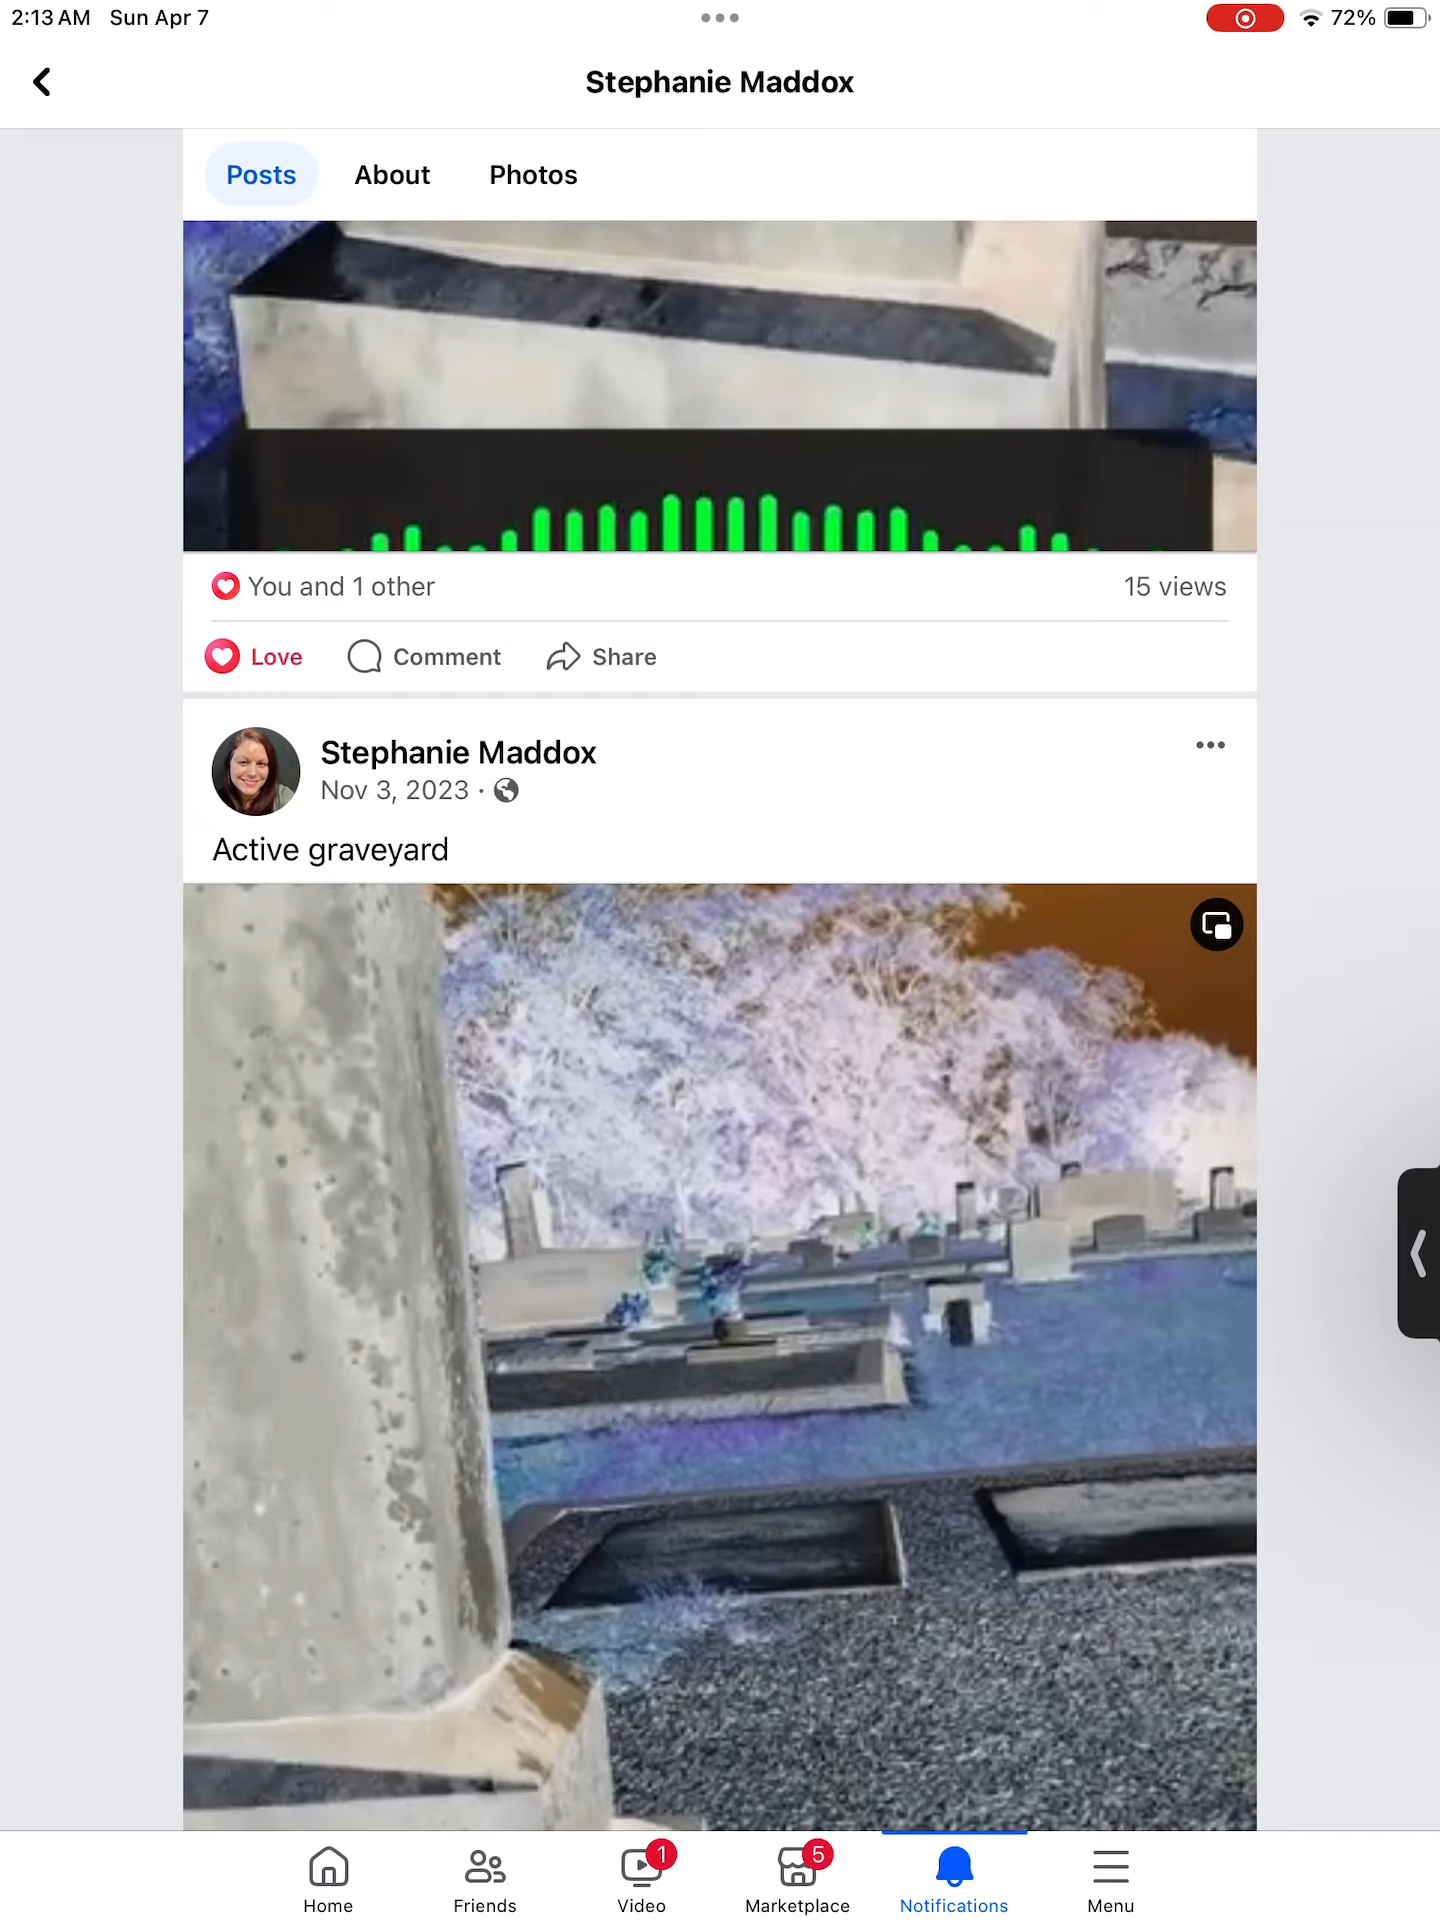 2:13 AM Sun Apr 7
72%
Stephanie Maddox
Posts About Photos
You and 1 other 15 views
Love Comment Share
Stephanie Maddox
Nov 3, 2023 ·
Active graveyard
1 5
Home Friends Video Marketplace Notifications Menu